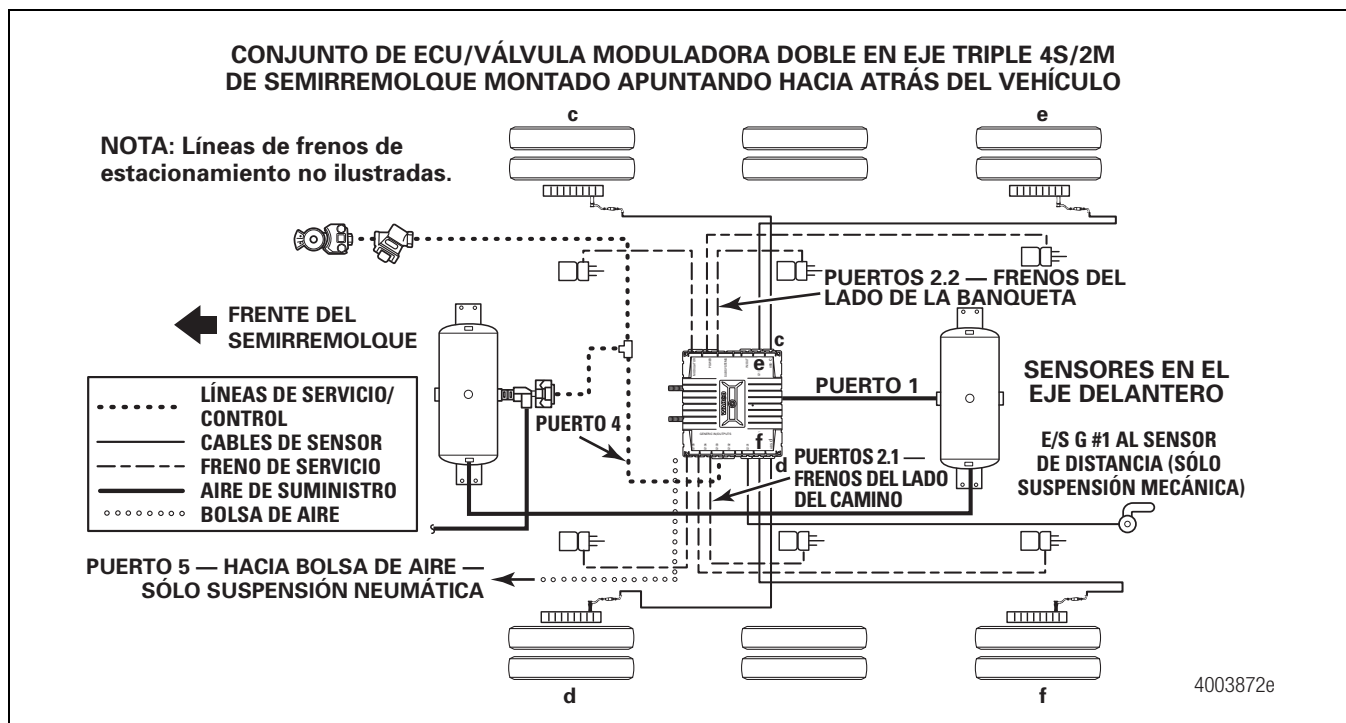 CONJUNTO DE ECU/VÁLVULA MODULADORA DOBLE EN EJE TRIPLE 4S/2M
DE SEMIRREMOLQUE MONTADO APUNTANDO HACIA ATRÁS DEL VEHÍCULO
c
e
NOTA: Líneas de frenos de
estacionamiento no ilustradas.
PUERTOS 2.2 — FRENOS DEL
LADO DE LA BANQUETA
FRENTE DEL
SEMIRREMOLQUE
c
e
PUERTO 1
SENSORES EN EL
EJE DELANTERO
LÍNEAS DE SERVICIO/
CONTROL
CABLES DE SENSOR
FRENO DE SERVICIO
AIRE DE SUMINISTRO
BOLSA DE AIRE
PUERTO 4
f
d
PUERTOS 2.1 —
FRENOS DEL LADO
DEL CAMINO
E/S G #1 AL SENSOR
DE DISTANCIA (SÓLO
SUSPENSIÓN MECÁNICA)
PUERTO 5 — HACIA BOLSA DE AIRE —
SÓLO SUSPENSIÓN NEUMÁTICA
d
f
4003872e